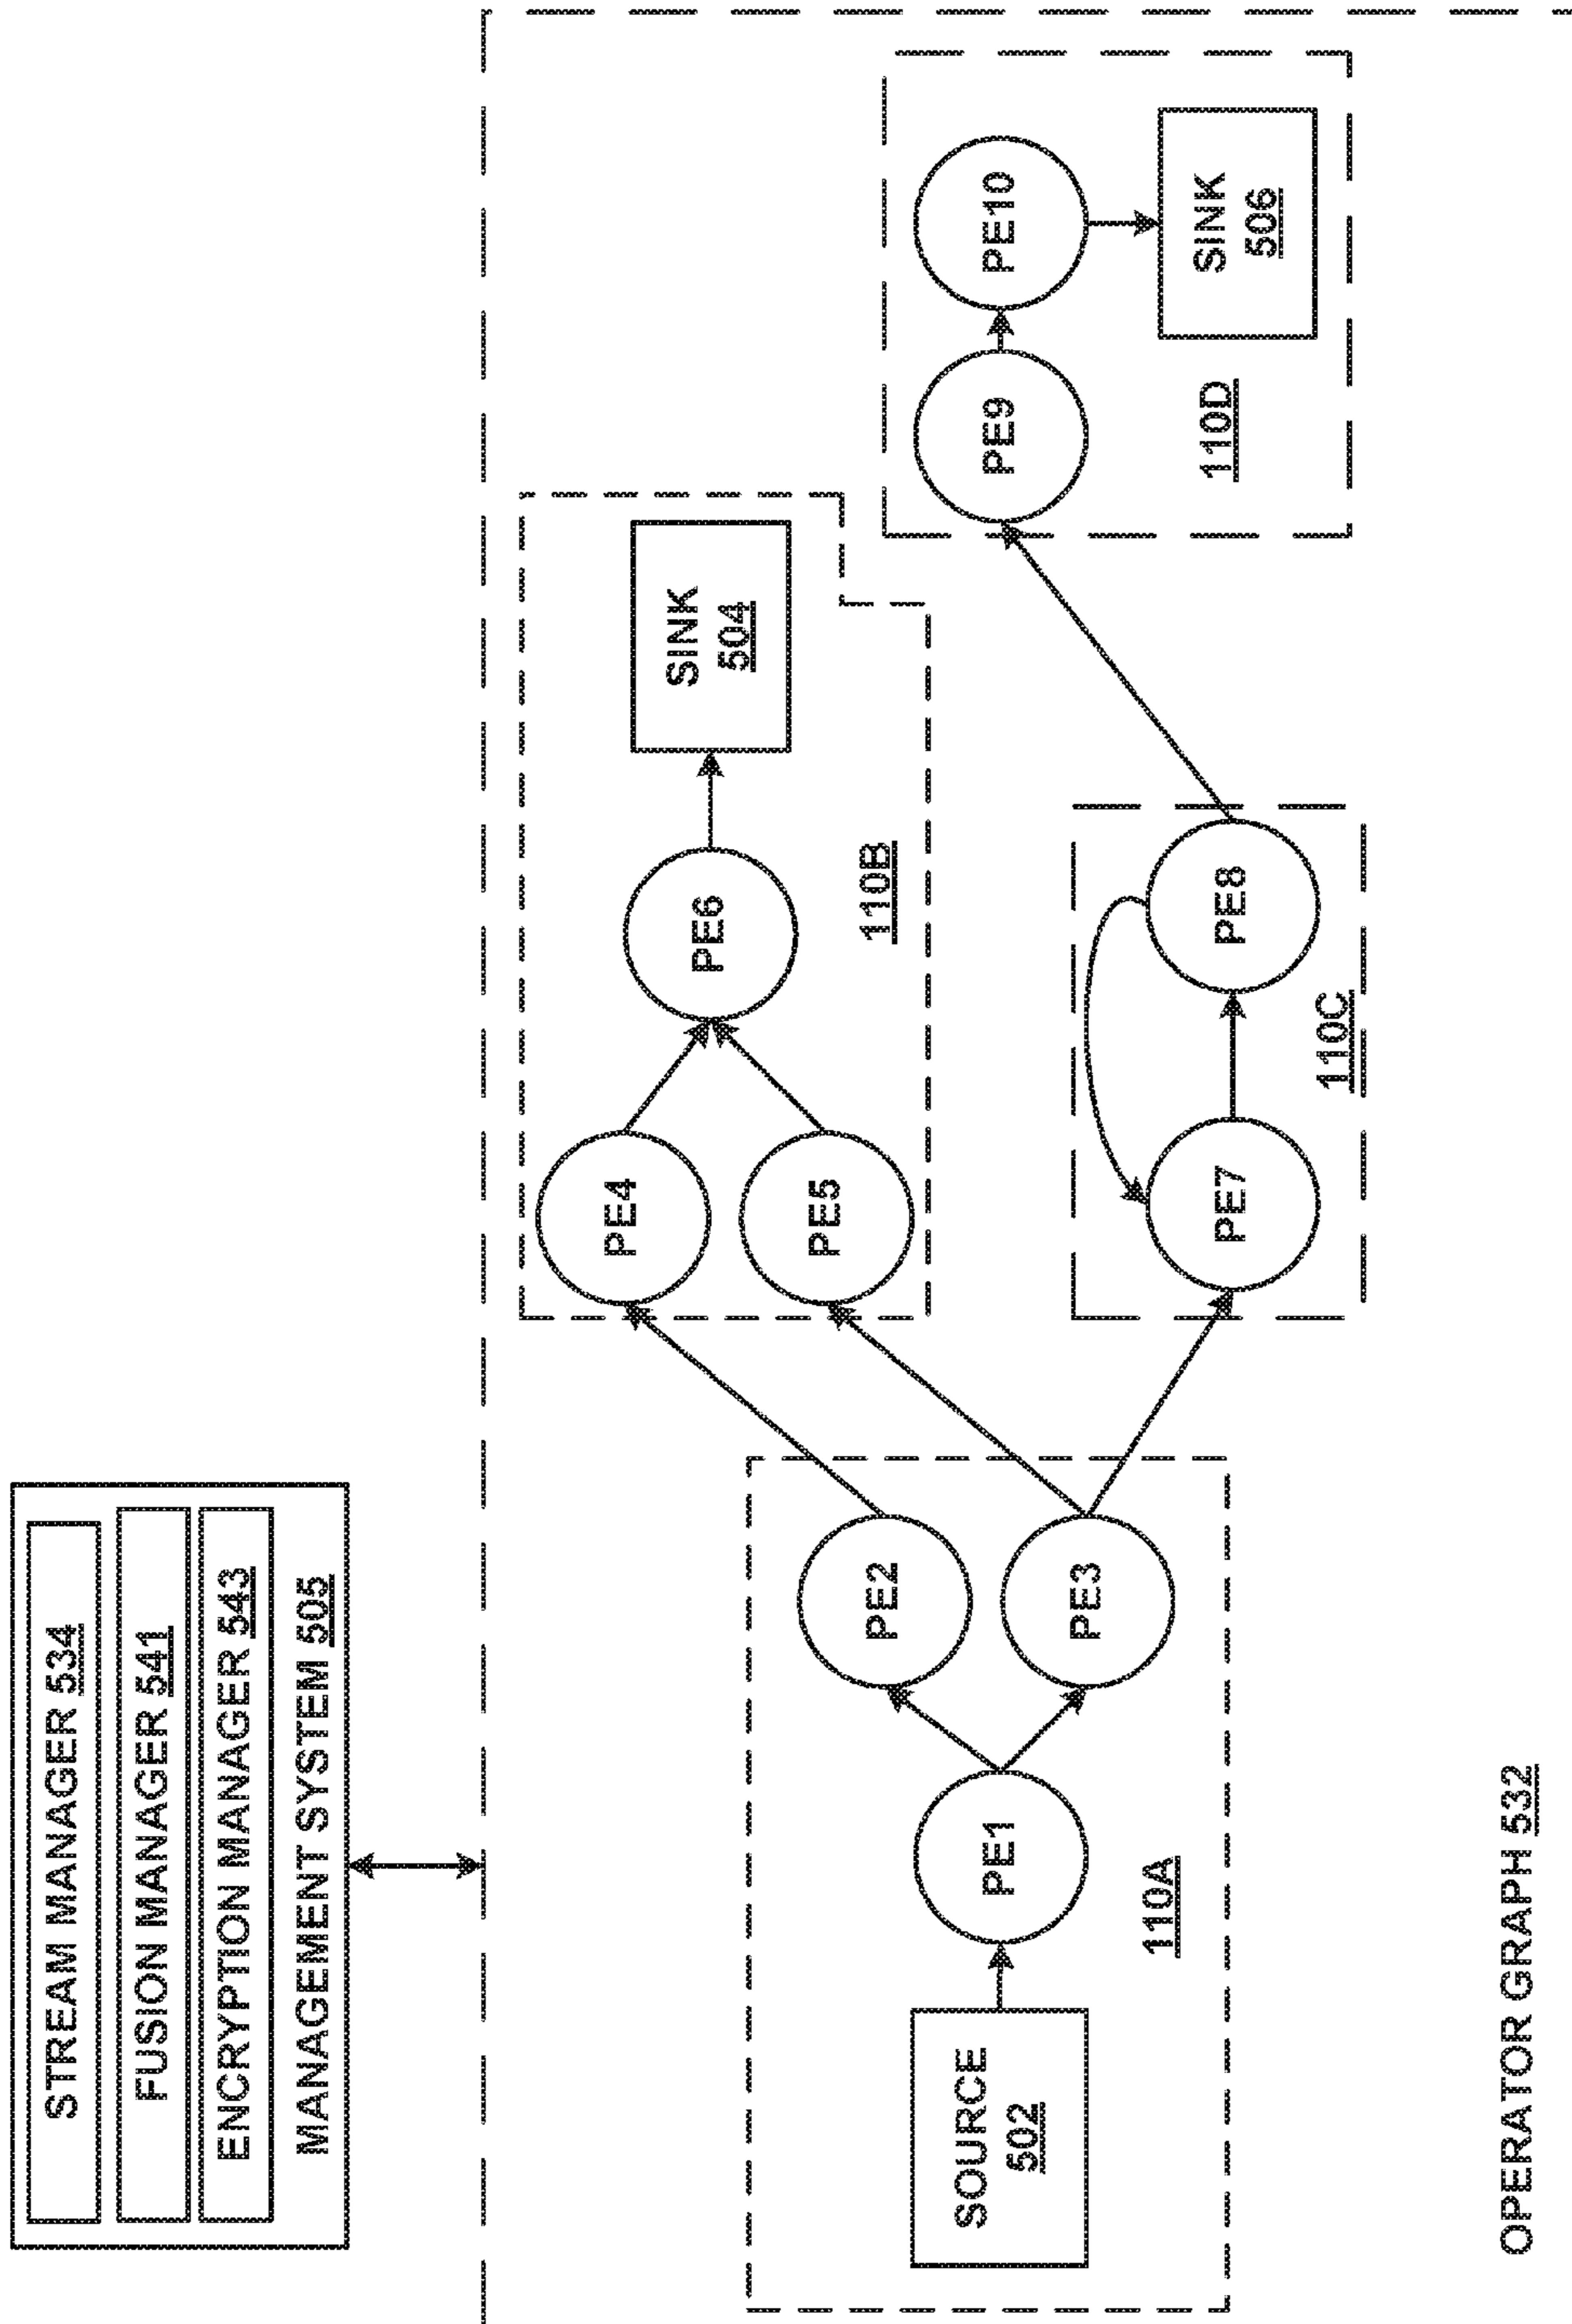 STREAM MANAGER 534
FUSION MANAGER 541
ENCRYPTION MANAGER 543
MANAGEMENT SYSTEM 505
SOURCE
502
PE1
PE2
PE3
110A
PE4
PE5
PE6
SINK
504
110B
PE7
PE8
110C
PE9
PE10
SINK
506
110D
OPERATOR GRAPH 532